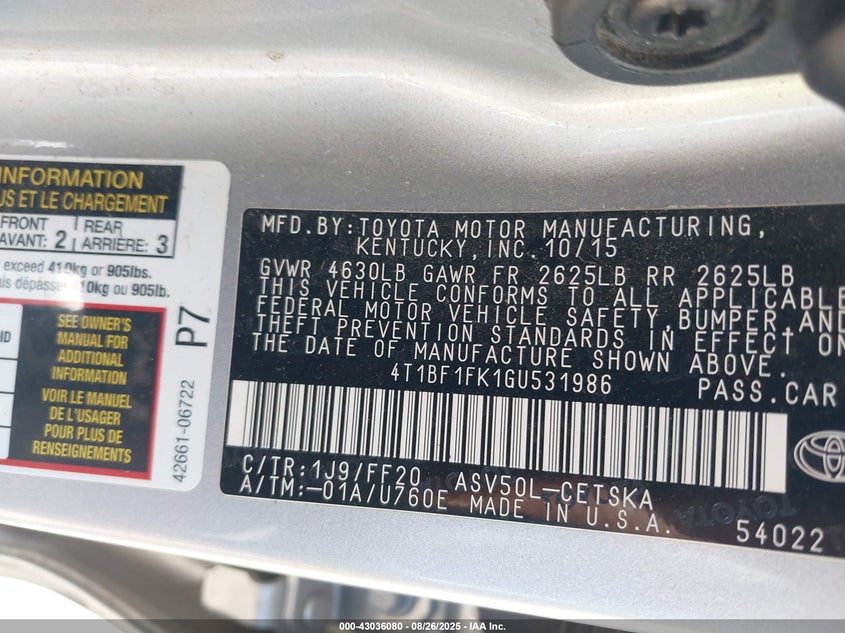 INFORMATION
US ET LE CHARGEMENT
FRONT
AVANT: 2
REAR
ARRIÈRE: 3
exceed 410kg or 905lbs.
ais dépasser 410kg ou 905lb.
SEE OWNER'S
MANUAL FOR
ADDITIONAL
INFORMATION
VOIR LE MANUEL
DE L'USAGER
POUR PLUS DE
RENSEIGNEMENTS
P7
42661-06722
MFD.BY:TOYOTA MOTOR MANUFACTURING,
KENTUCKY,INC.10/15
GVWR 4630LB GAWR FR 2625LB RR 2625LB
THIS VEHICLE CONFORMS TO ALL APPLICABLE
FEDERAL MOTOR VEHICLE SAFETY,BUMPER,AND
THEFT PREVENTION STANDARDS IN EFFECT ON
THE DATE OF MANUFACTURE SHOWN ABOVE.
4T1BF1FK1GU531986 PASS.CAR
C/TR:1J9/FF20 ASV50L-CETSKA
A/TM:-01A/U760E MADE IN U.S.A.
54022
TOYOTA
000-43036080 - 08/26/2025 - IAA Inc.